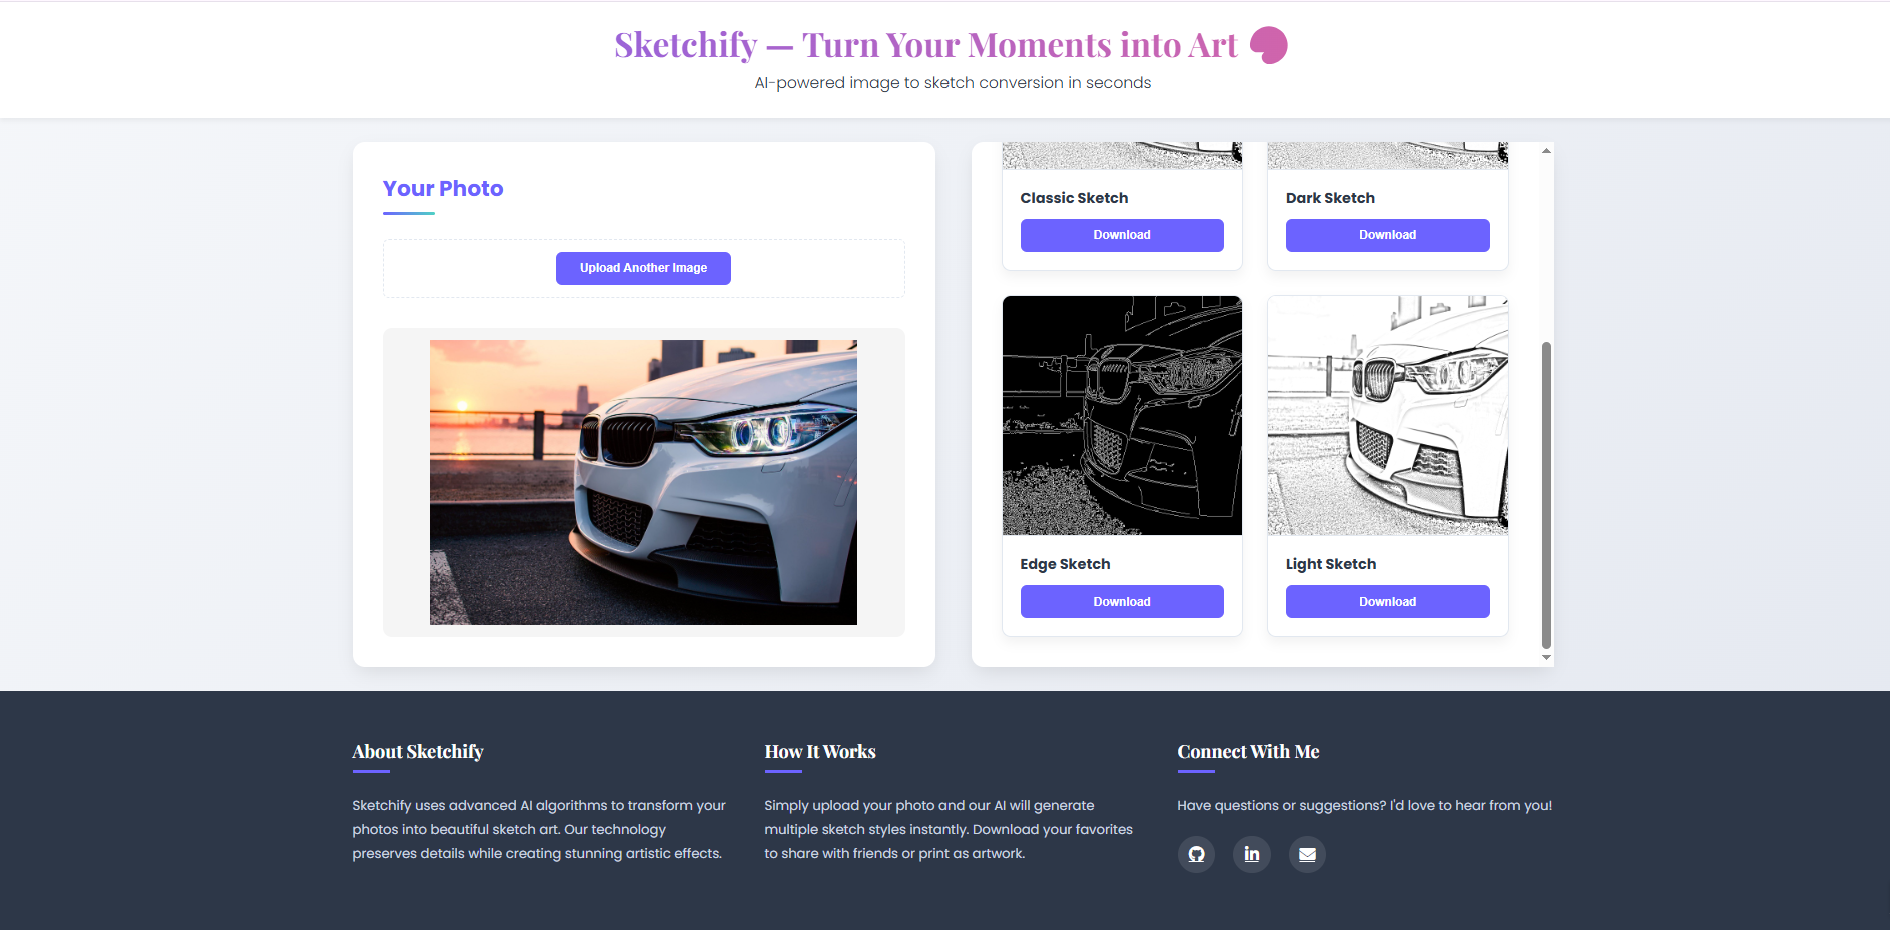 Sketchify — Turn Your Moments into Art
AI-powered image to sketch conversion in seconds
Your Photo
Upload Another Image
Classic Sketch
Dark Sketch
Download
Download
Edge Sketch
Light Sketch
Download
Download
About Sketchify
Sketchify uses advanced AI algorithms to transform your
photos into beautiful sketch art. Our technology
preserves details while creating stunning artistic effects.
How It Works
Simply upload your photo and our AI will generate
multiple sketch styles instantly. Download your favorites
to share with friends or print as artwork.
Connect With Me
Have questions or suggestions? I'd love to hear from you!
in